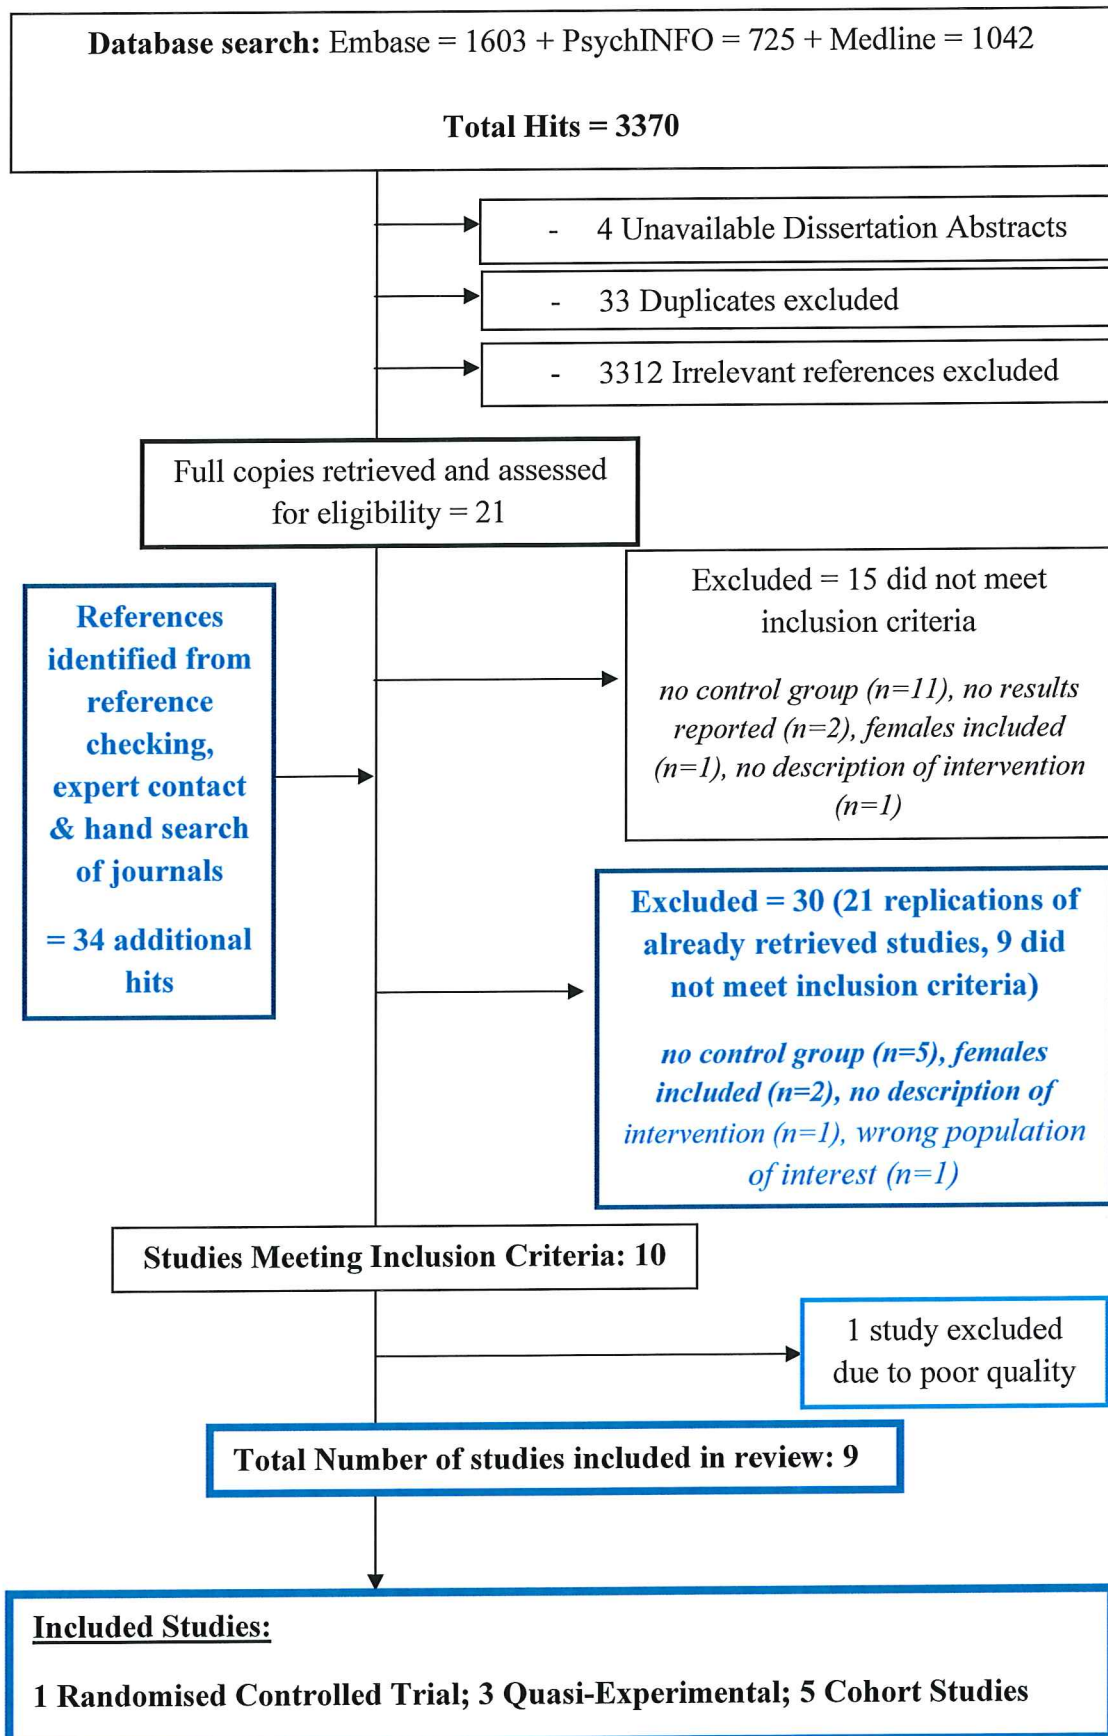 Database search: Embase = 1603 + PsychINFO = 725 + Medline = 1042
Total Hits = 3370
- 4 Unavailable Dissertation Abstracts
- 33 Duplicates excluded
- 3312 Irrelevant references excluded
Full copies retrieved and assessed
for eligibility = 21
Excluded = 15 did not meet
inclusion criteria
no control group (n=11), no results
reported (n=2), females included
(n=1), no description of intervention
(n=1)
References
identified from
reference
checking,
expert contact
& hand search
of journals
= 34 additional
hits
Excluded = 30 (21 replications of
already retrieved studies, 9 did
not meet inclusion criteria)
no control group (n=5), females
included (n=2), no description of
intervention (n=1), wrong population
of interest (n=1)
Studies Meeting Inclusion Criteria: 10
1 study excluded
due to poor quality
Total Number of studies included in review: 9
Included Studies:
1 Randomised Controlled Trial; 3 Quasi-Experimental; 5 Cohort Studies